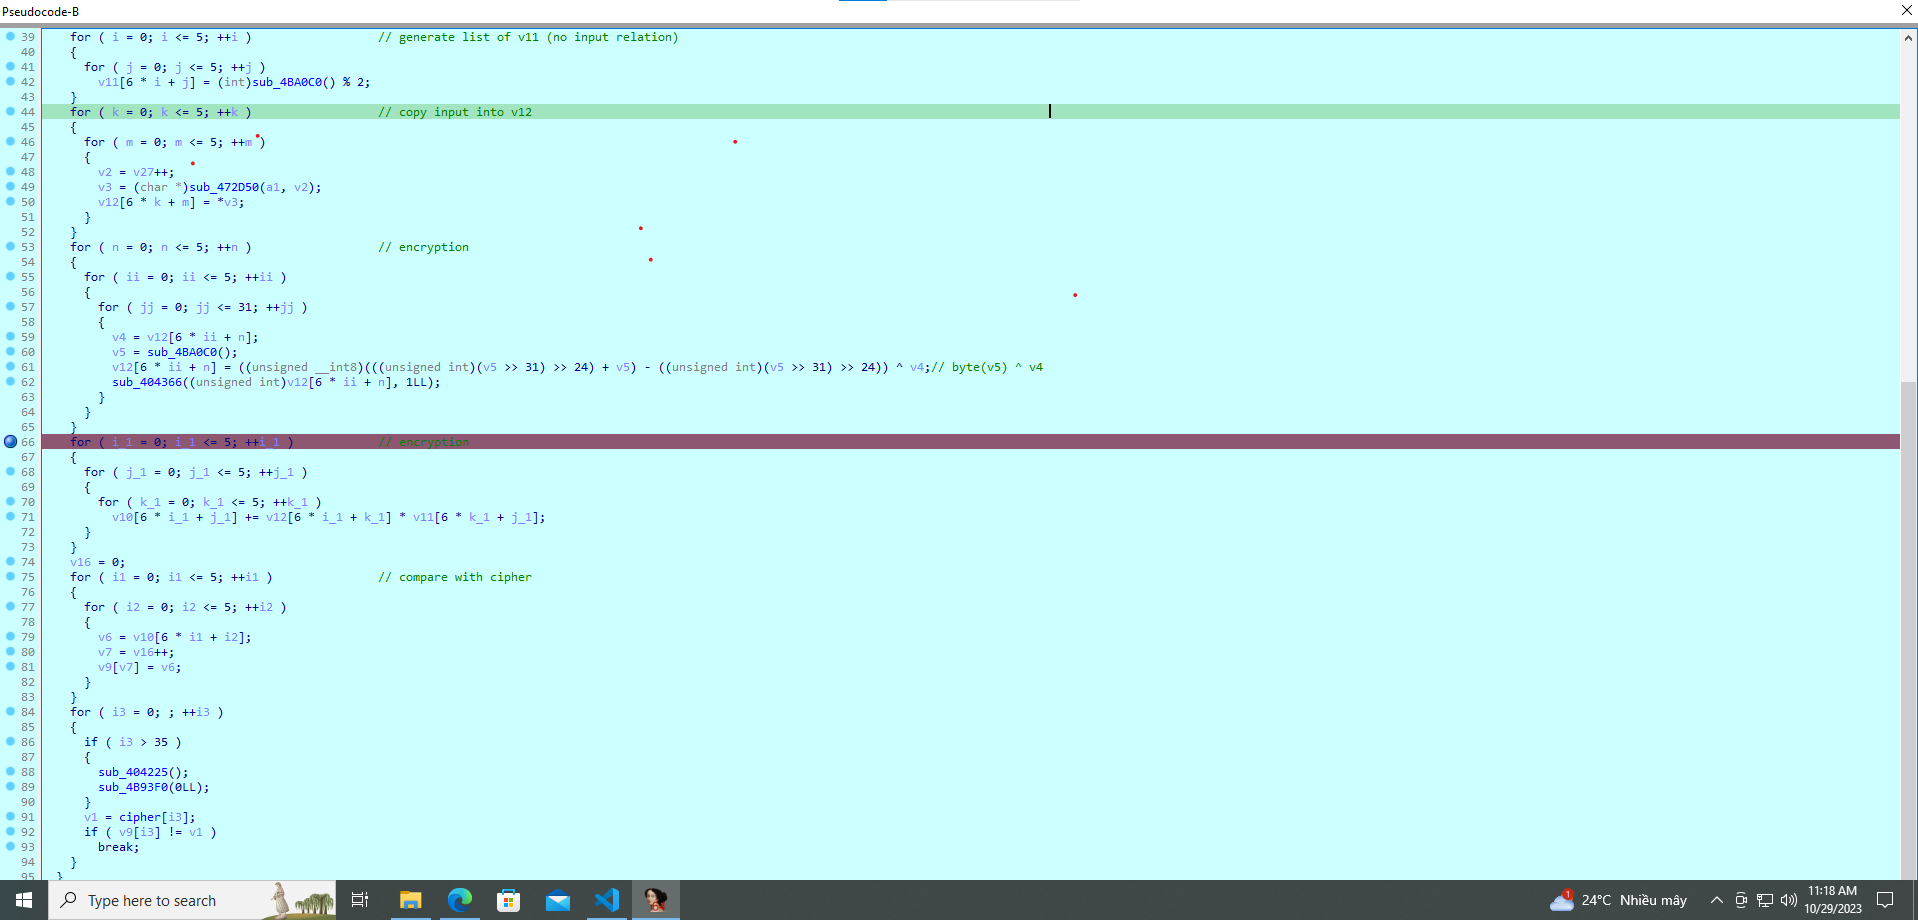 Pseudocode-B
39 for ( i = 0; i <= 5; ++i ) // generate list of v11 (no input relation)
40 {
41 for ( j = 0; j <= 5; ++j )
42 v11[6 * i + j] = (int)sub_4BA0C0() % 2;
43 }
44 for ( k = 0; k <= 5; ++k ) // copy input into v12
45 {
46 for ( m = 0; m <= 5; ++m )
47 {
48 v2 = v27++;
49 v3 = (char *)sub_472D50(a1, v2);
50 v12[6 * k + m] = *v3;
51 }
52 }
53 for ( n = 0; n <= 5; ++n ) // encryption
54 {
55 for ( ii = 0; ii <= 5; ++ii )
56 {
57 for ( jj = 0; jj <= 31; ++jj )
58 {
59 v4 = v12[6 * ii + n];
60 v5 = sub_4BA0C0();
61 v12[6 * ii + n] = ((unsigned __int8)(((unsigned int)(v5 >> 31) >> 24) + v5) - ((unsigned int)(v5 >> 31) >> 24)) ^ v4;// byte(v5) ^ v4
62 sub_404366((unsigned int)v12[6 * ii + n], 1LL);
63 }
64 }
65 }
66 for ( i_1 = 0; i_1 <= 5; ++i_1 ) // encryption
67 {
68 for ( j_1 = 0; j_1 <= 5; ++j_1 )
69 {
70 for ( k_1 = 0; k_1 <= 5; ++k_1 )
71 v10[6 * i_1 + j_1] += v12[6 * i_1 + k_1] * v11[6 * k_1 + j_1];
72 }
73 }
74 v16 = 0;
75 for ( i1 = 0; i1 <= 5; ++i1 ) // compare with cipher
76 {
77 for ( i2 = 0; i2 <= 5; ++i2 )
78 {
79 v6 = v10[6 * i1 + i2];
80 v7 = v16++;
81 v9[v7] = v6;
82 }
83 }
84 for ( i3 = 0; ; ++i3 )
85 {
86 if ( i3 > 35 )
87 {
88 sub_404225();
89 sub_4B93F0(0LL);
90 }
91 v1 = cipher[i3];
92 if ( v9[i3] != v1 )
93 break;
94 }
95 }
Type here to search
1
24°C Nhiều mây
11:18 AM
10/29/2023